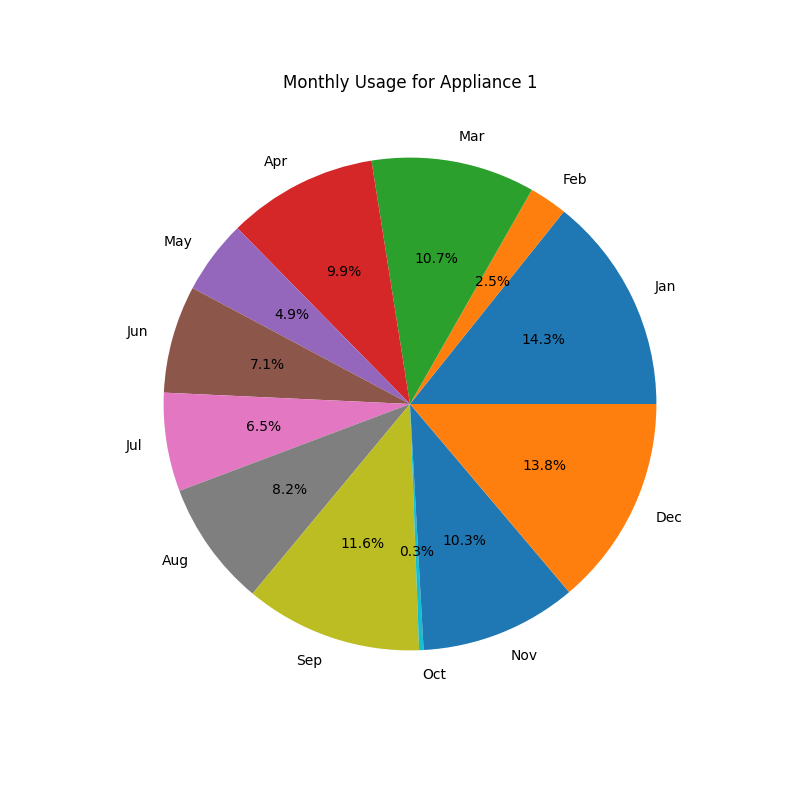 Monthly Usage for Appliance 1
Jan
14.3%
Feb
2.5%
Mar
10.7%
Apr
9.9%
May
4.9%
Jun
7.1%
Jul
6.5%
Aug
8.2%
Sep
11.6%
Oct
0.3%
Nov
10.3%
Dec
13.8%